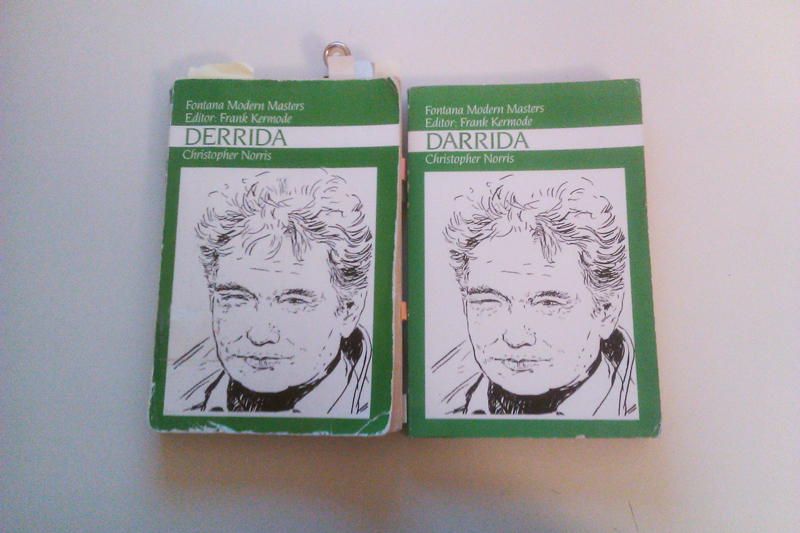 Fontana Modern Masters
Editor: Frank Kermode
DERRIDA
Christopher Norris
Fontana Modern Masters
Editor: Frank Kermode
DARRIDA
Christopher Norris